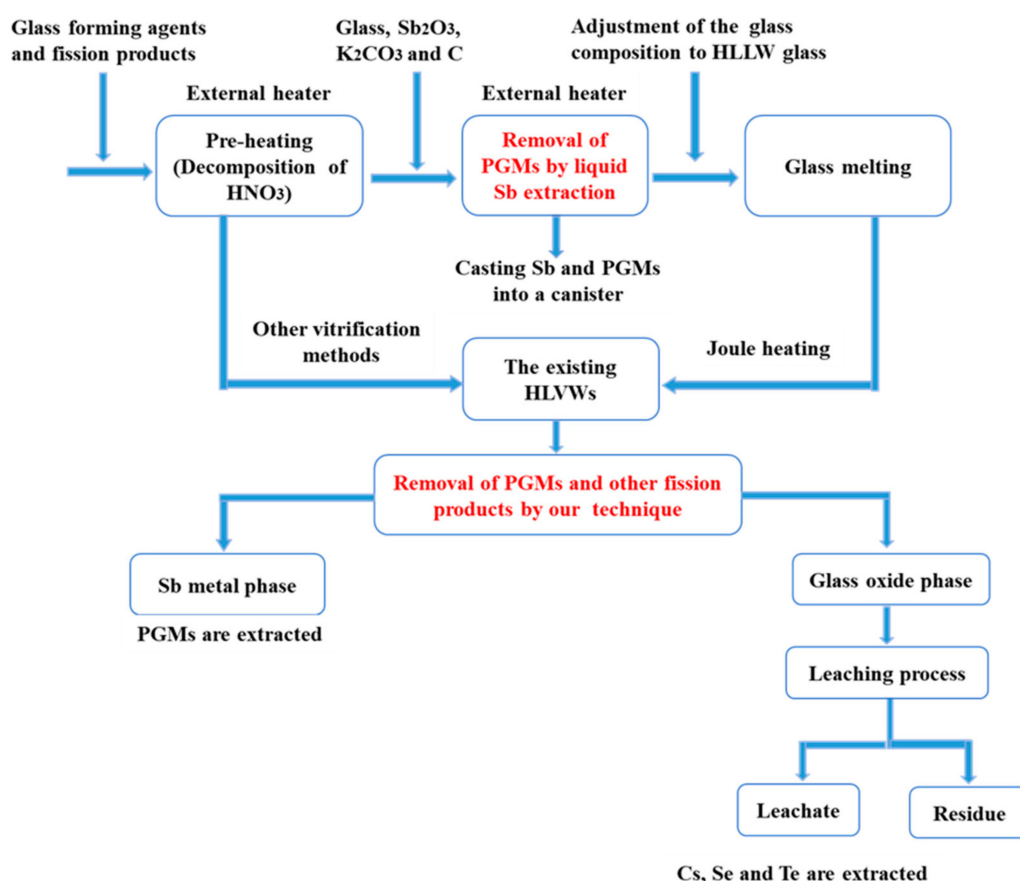 Glass forming agents
and fission products
Glass, Sb2O3,
K2CO3 and C
Adjustment of the glass
composition to HLLW glass
External heater
External heater
Pre-heating
(Decomposition of
HNO3)
Removal of
PGMs by liquid
Sb extraction
Glass melting
Casting Sb and PGMs
into a canister
Other vitrification
methods
The existing
HLVWs
Joule heating
Removal of PGMs and other fission
products by our technique
Sb metal phase
PGMs are extracted
Glass oxide phase
Leaching process
Leachate
Residue
Cs, Se and Te are extracted